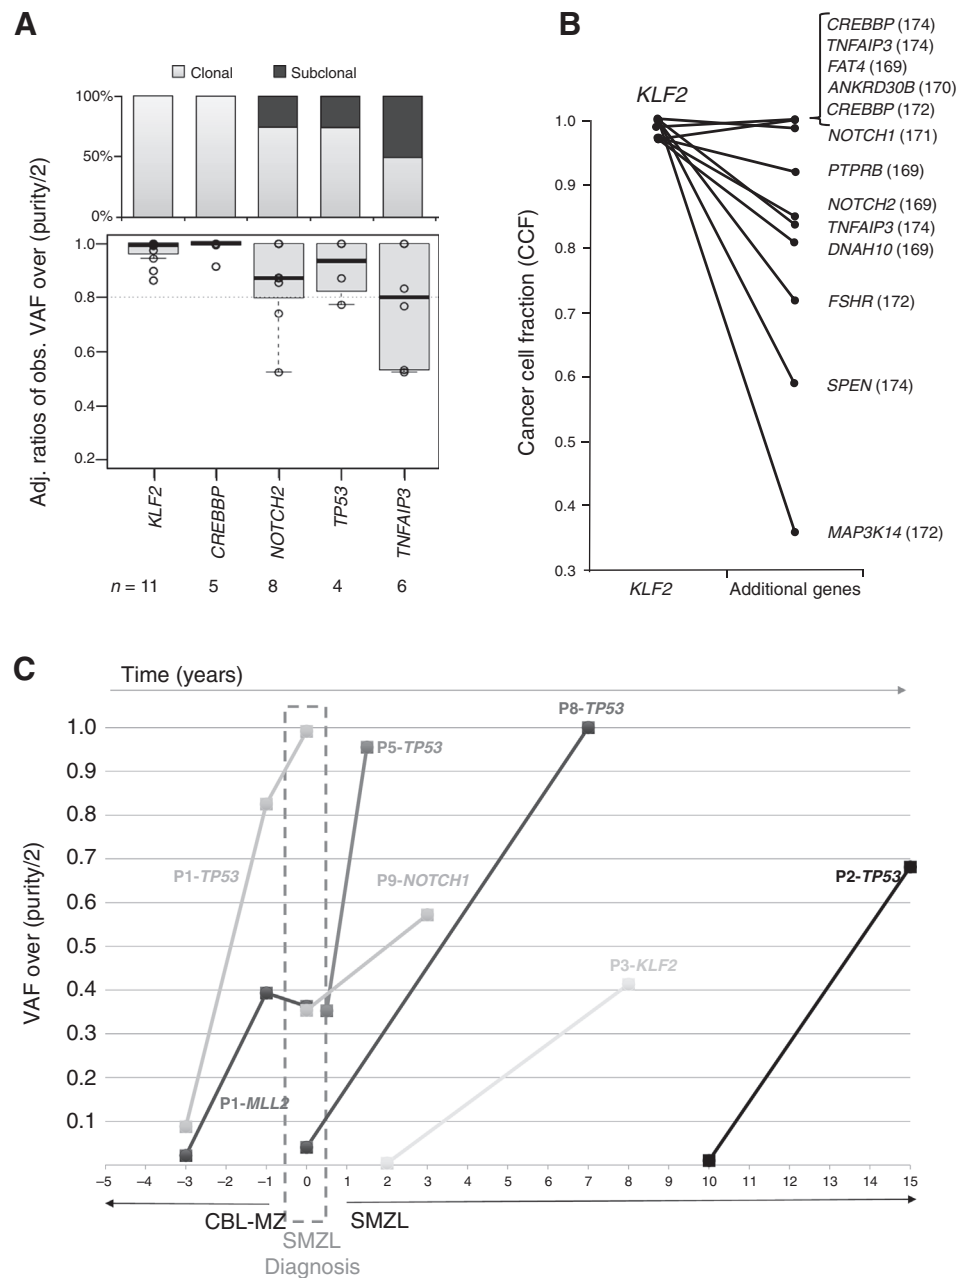 A
Clonal
Subclonal
100%
50%
0%
1.0
0.8
0.6
0.4
0.2
Adj. ratios of obs. VAF over (purity/2)
KLF2
CREBBP
NOTCH2
TP53
TNFAIP3
n = 11 5 8 4 6
B
KLF2
CREBBP (174)
TNFAIP3 (174)
FAT4 (169)
ANKRD30B (170)
CREBBP (172)
NOTCH1 (171)
PTPRB (169)
NOTCH2 (169)
TNFAIP3 (174)
DNAH10 (169)
FSHR (172)
SPEN (174)
MAP3K14 (172)
Cancer cell fraction (CCF)
1.0
0.9
0.8
0.7
0.6
0.5
0.4
0.3
KLF2 Additional genes
C
Time (years)
VAF over (purity/2)
1.0
0.9
0.8
0.7
0.6
0.5
0.4
0.3
0.2
0.1
P8-TP53
P5-TP53
P1-TP53
P9-NOTCH1
P2-TP53
P3-KLF2
P1-MLL2
–5 –4 –3 –2 –1 0 1 2 3 4 5 6 7 8 9 10 11 12 13 14 15
CBL-MZ
SMZL
SMZL
Diagnosis